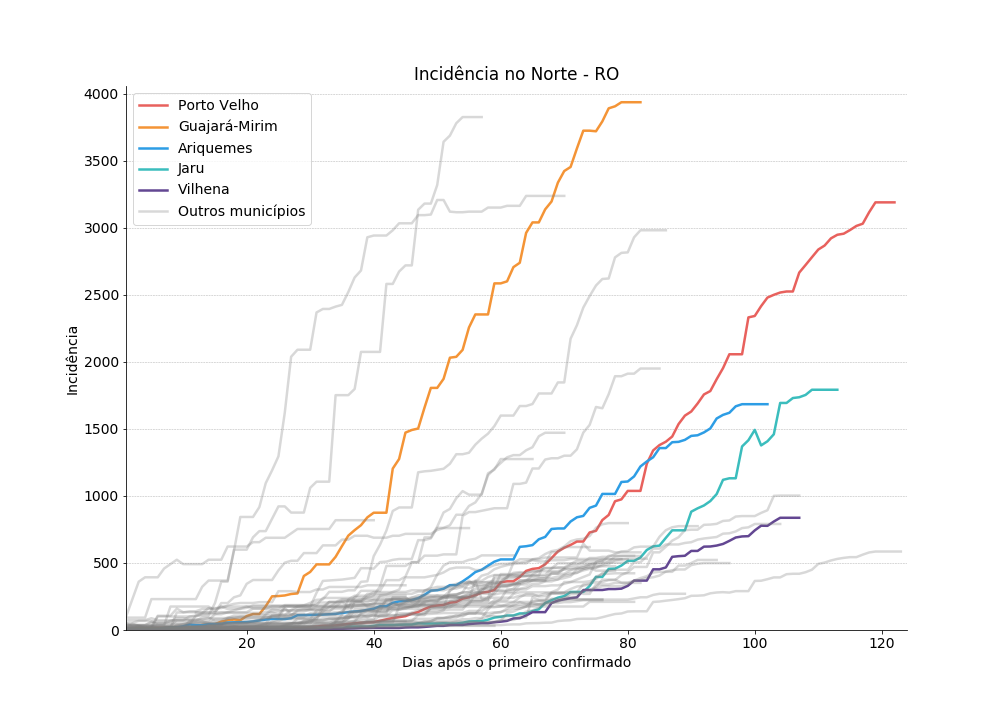 Incidência no Norte - RO
4000
3500
3000
2500
2000
1500
1000
500
0
Incidência
Porto Velho
Guajará-Mirim
Ariquemes
Jaru
Vilhena
Outros municípios
20
40
60
80
100
120
Dias após o primeiro confirmado